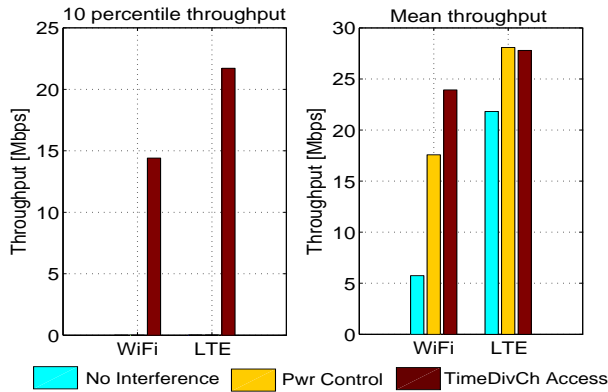 10 percentile throughput
25
20
15
10
5
0
Throughput [Mbps]
WiFi LTE
Mean throughput
30
25
20
15
10
5
0
Throughput [Mbps]
WiFi LTE
No Interference Pwr Control TimeDivCh Access